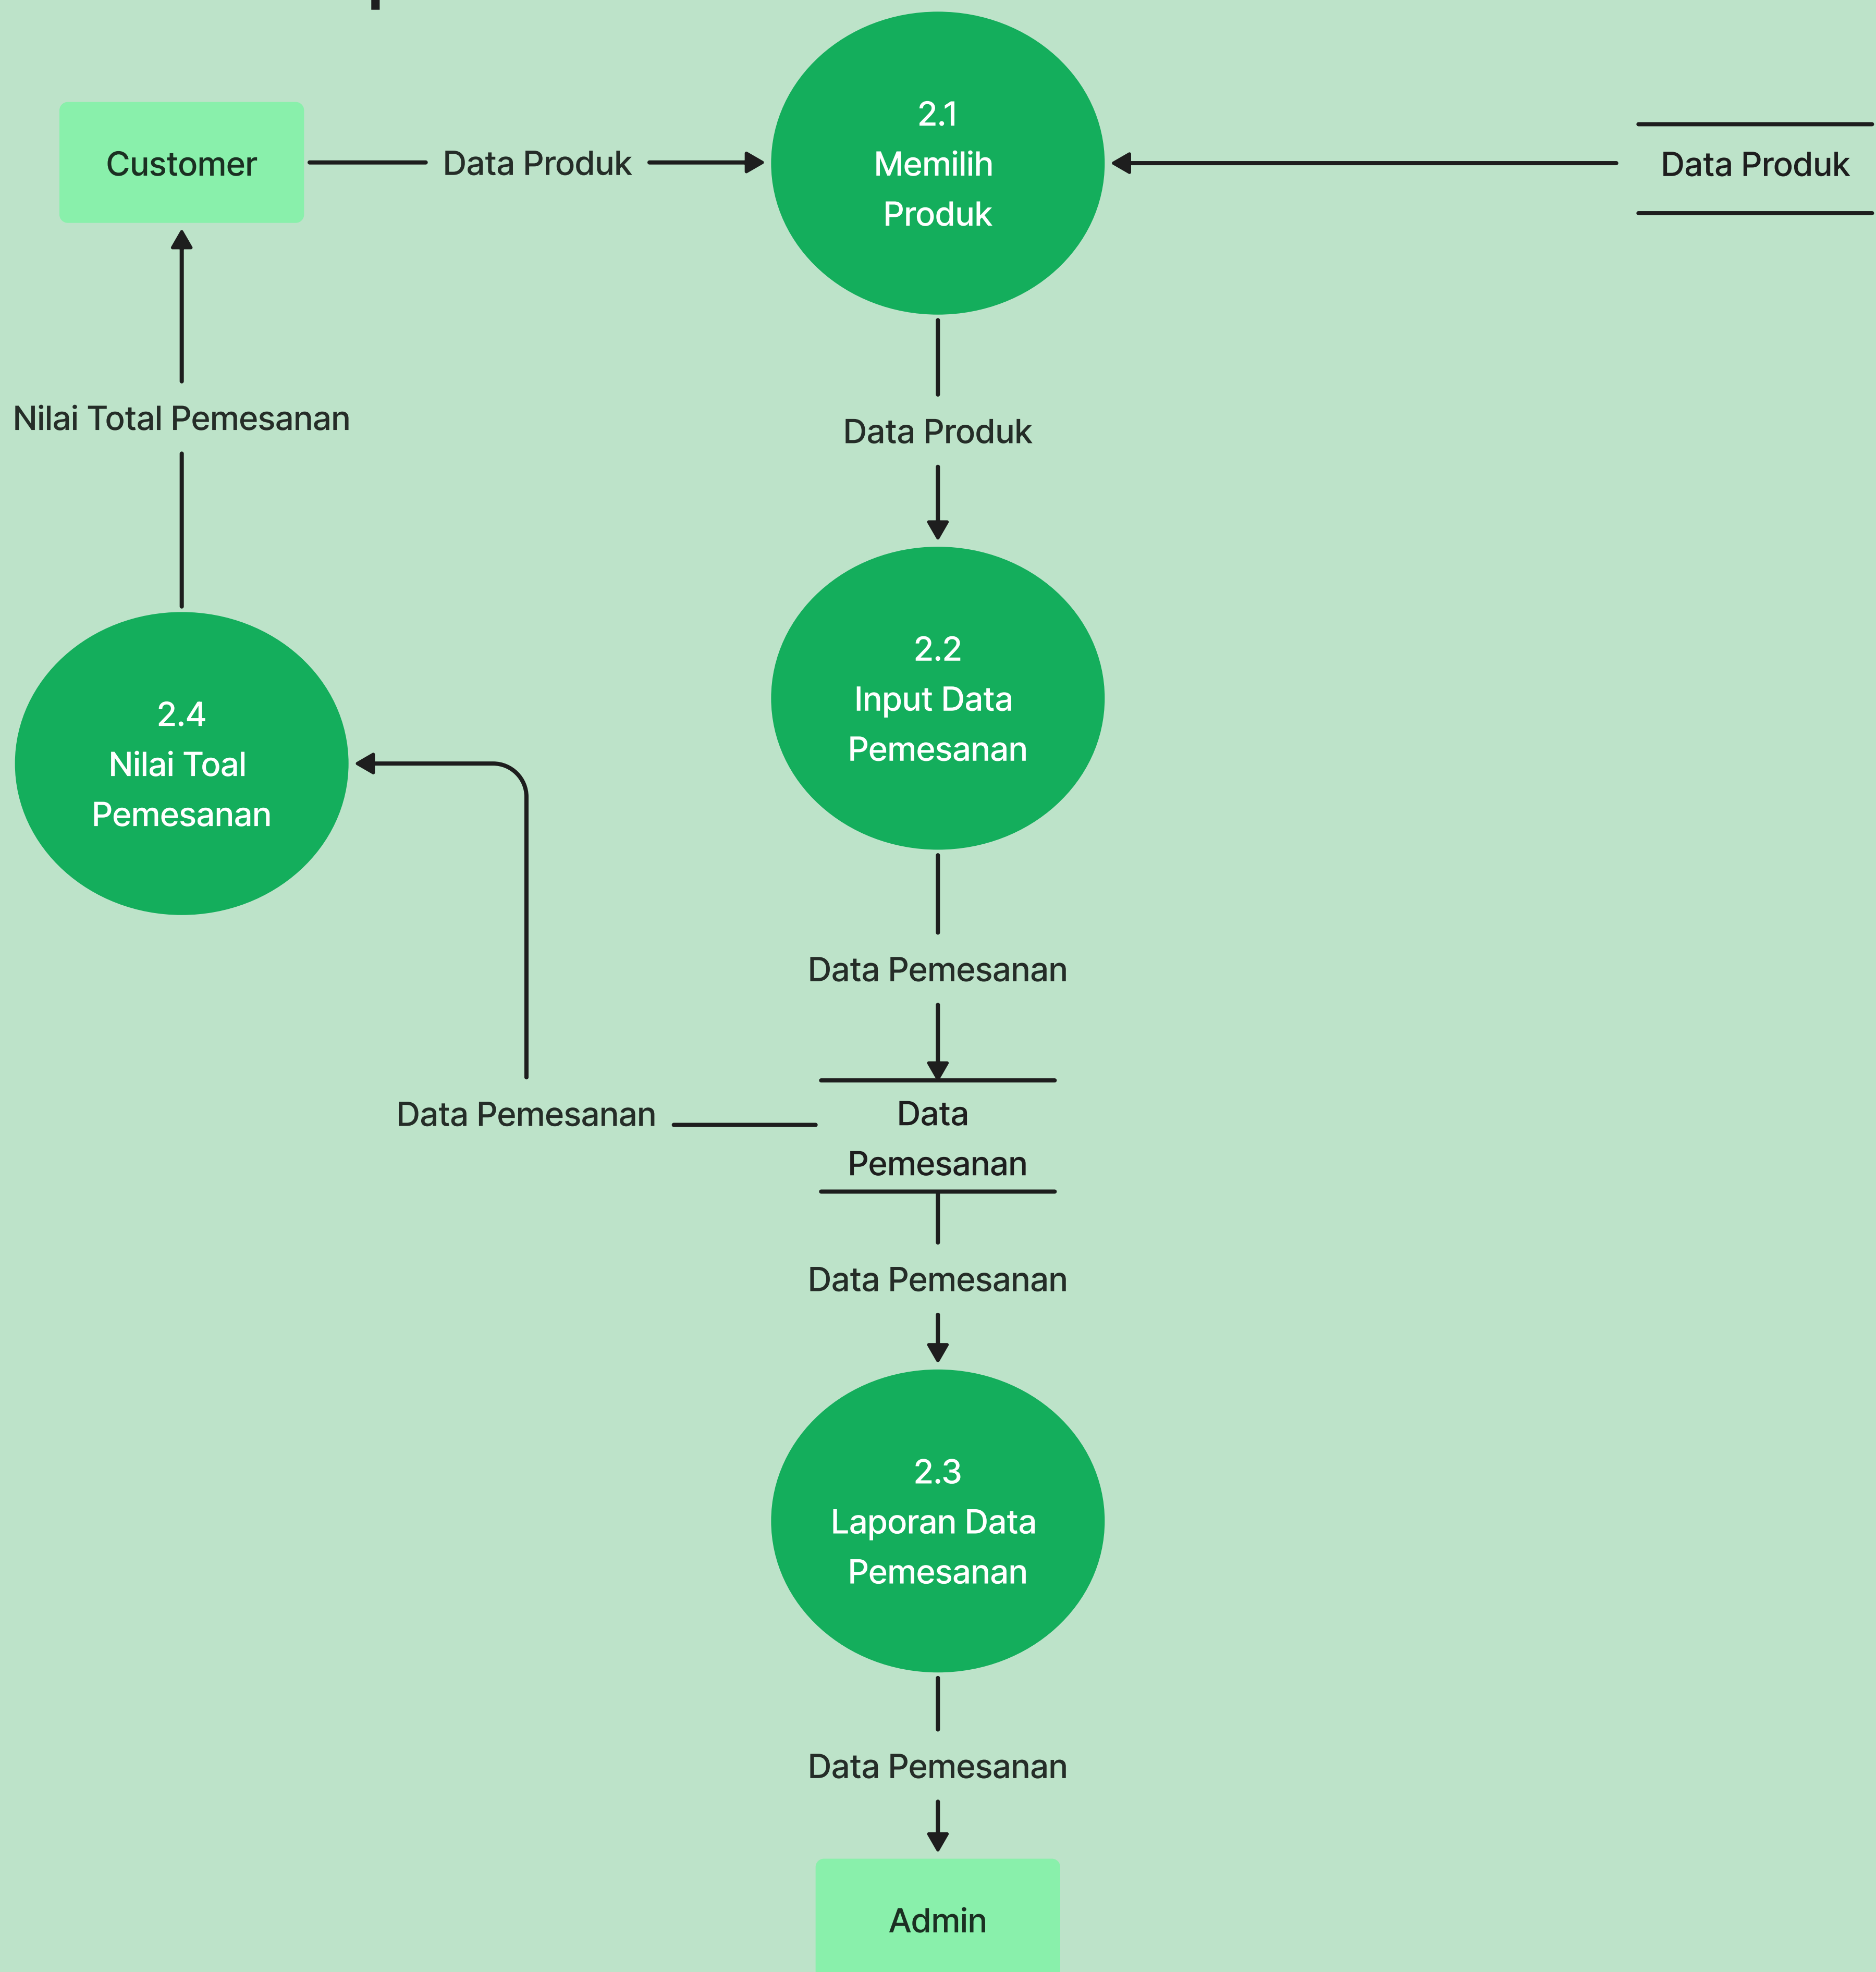 2.1
Customer
Data Produk
Memilih
Produk
Data Produk
Nilai Total Pemesanan
Data Produk
2.2
Input Data
Pemesanan
2.4
Nilai Toal
Pemesanan
Data Pemesanan
Data Pemesanan
Data
Pemesanan
Data Pemesanan
2.3
Laporan Data
Pemesanan
Data Pemesanan
Admin